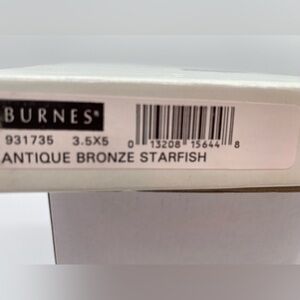 BURNES®
931735 3.5X5 0 13208 15644 8
ANTIQUE BRONZE STARFISH